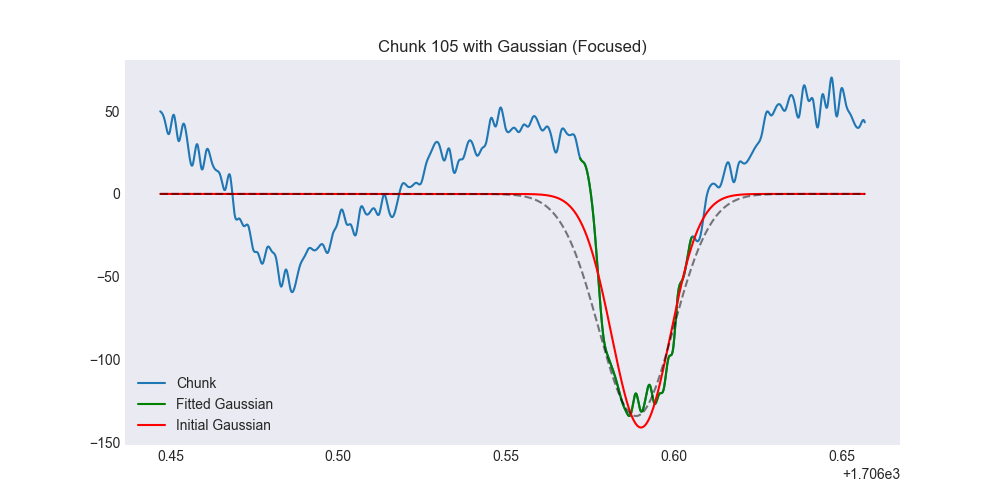 Chunk 105 with Gaussian (Focused)
50
0
−50
−100
−150
Chunk
Fitted Gaussian
Initial Gaussian
0.45 0.50 0.55 0.60 0.65
+1.706e3